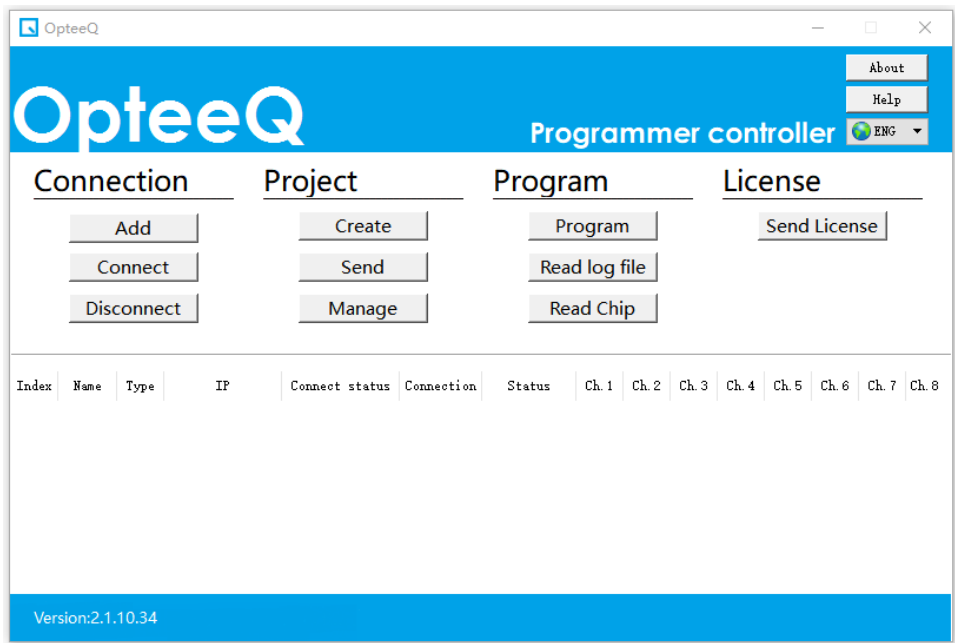 OpteeQ
About
Help
OpteeQ
Programmer controller
ENG
Connection Project Program License
Add Create Program Send License
Connect Send Read log file
Disconnect Manage Read Chip
Index Name Type IP Connect status Connection Status Ch.1 Ch.2 Ch.3 Ch.4 Ch.5 Ch.6 Ch.7 Ch.8
Version:2.1.10.34